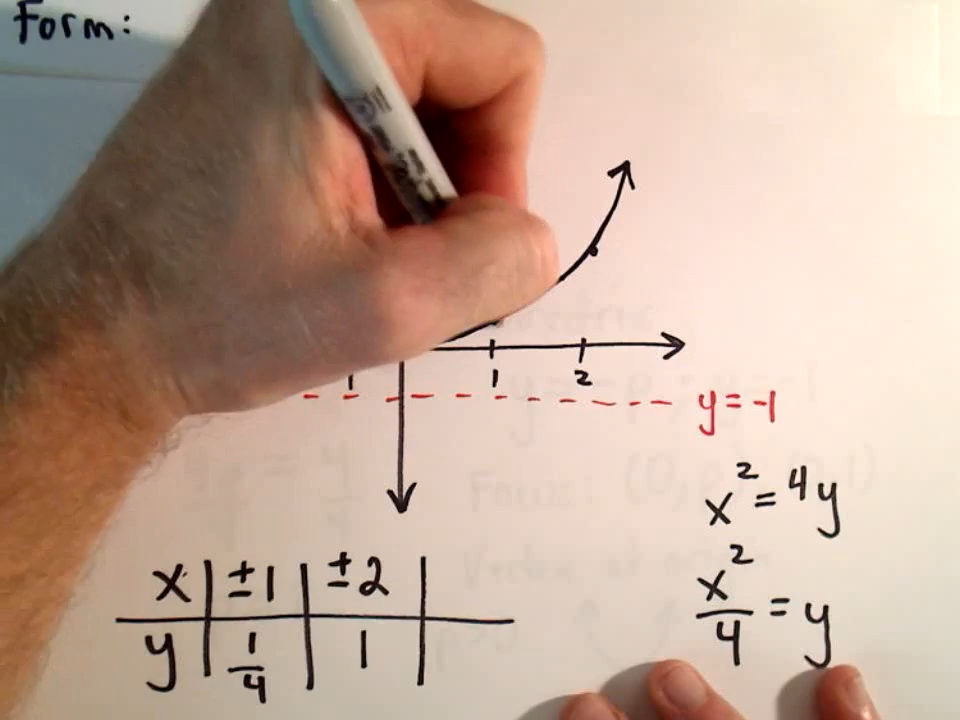 Form:
1 1 2
y = -1
x² = 4y
x²/4 = y
x | ±1 | ±2 |
y | 1/4 | 1 |